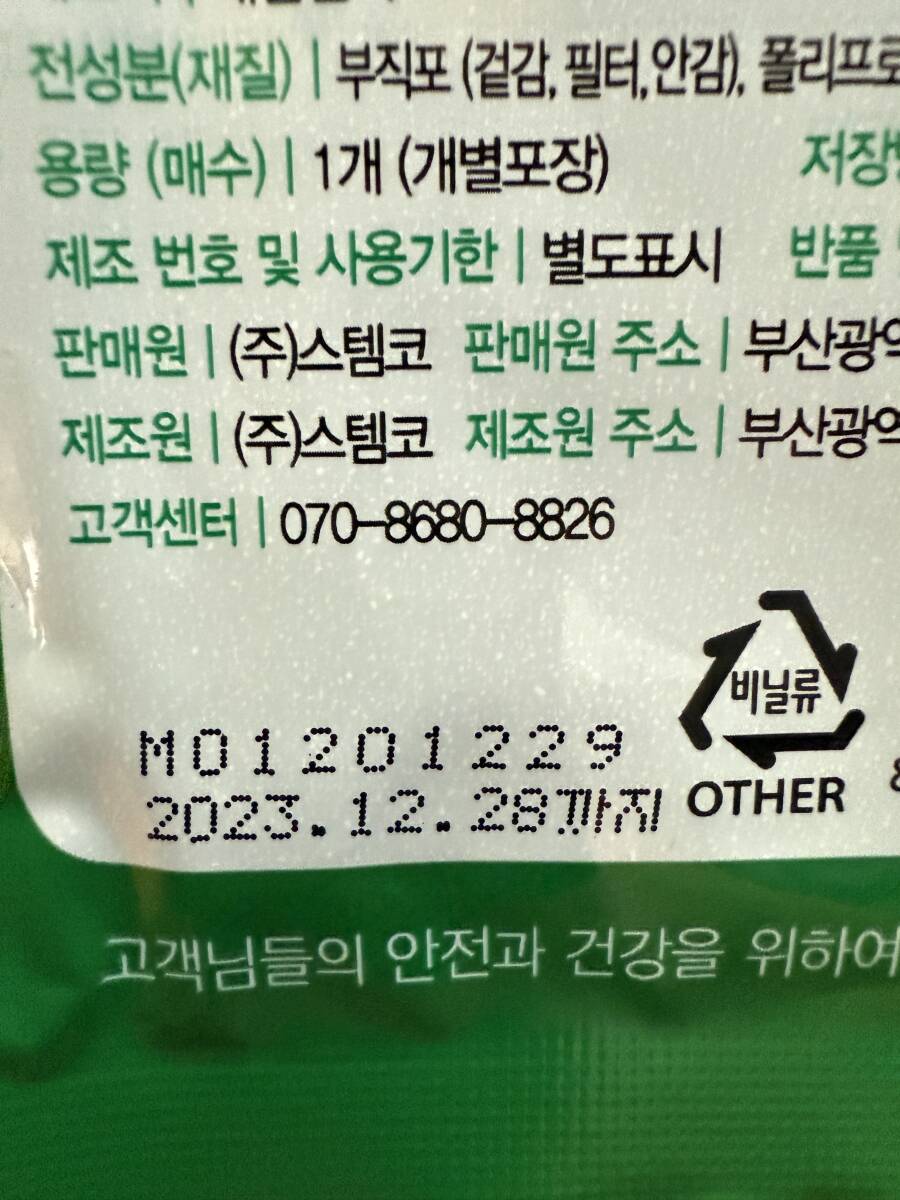 전성분(재질) | 부직포 (겉감, 필터,안감), 폴리프로
용량 (매수) | 1개 (개별포장) 저장방
제조 번호 및 사용기한 | 별도표시 반품
판매원 | (주)스템코 판매원 주소 | 부산광역
제조원 | (주)스템코 제조원 주소 | 부산광역
고객센터 | 070-8680-8826
비닐류
OTHER
M01201229
2023.12.28까지
고객님들의 안전과 건강을 위하여